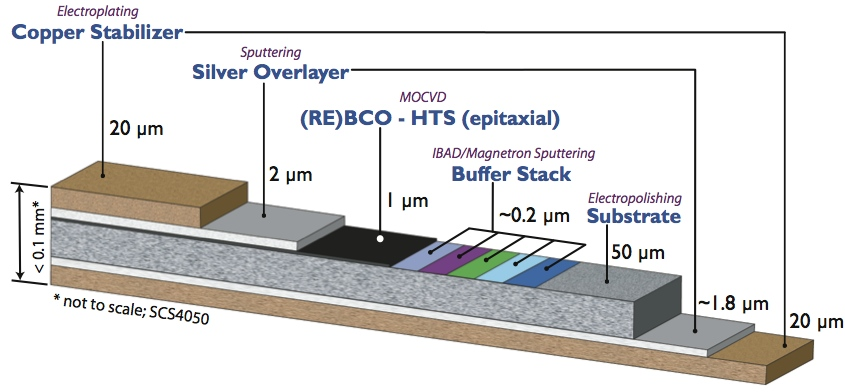 Electroplating
Copper Stabilizer
Sputtering
Silver Overlayer
MOCVD
(RE)BCO - HTS (epitaxial)
IBAD/Magnetron Sputtering
Buffer Stack
Electropolishing
Substrate
20 µm
2 µm
1 µm
~0.2 µm
50 µm
~1.8 µm
20 µm
< 0.1 mm*
* not to scale; SCS4050